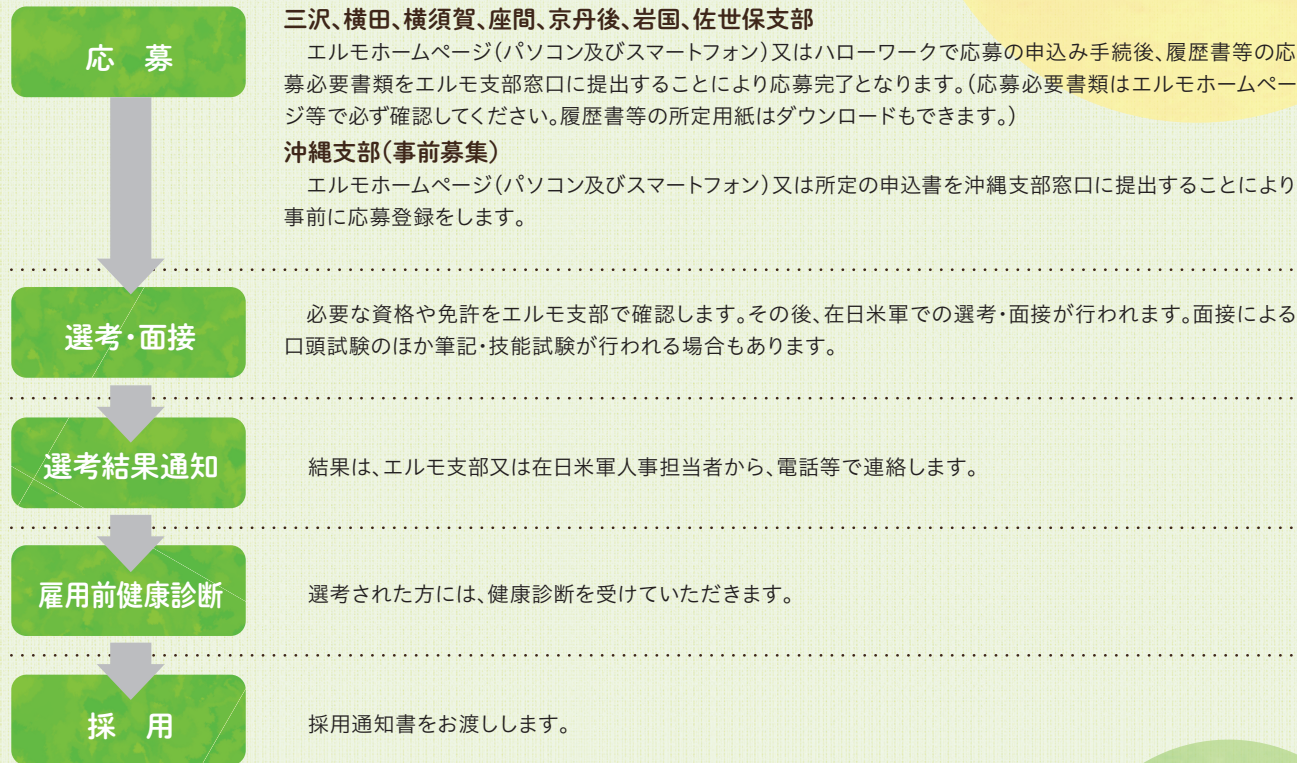 応　募
三沢、横田、横須賀、座間、京丹後、岩国、佐世保支部
　エルモホームページ(パソコン及びスマートフォン)又はハローワークで応募の申込み手続後、履歴書等の応
募必要書類をエルモ支部窓口に提出することにより応募完了となります。(応募必要書類はエルモホームペー
ジ等で必ず確認してください。履歴書等の所定用紙はダウンロードもできます。)
沖縄支部(事前募集)
　エルモホームページ(パソコン及びスマートフォン)又は所定の申込書を沖縄支部窓口に提出することにより
事前に応募登録をします。
選考・面接
　必要な資格や免許をエルモ支部で確認します。その後、在日米軍での選考・面接が行われます。面接による
口頭試験のほか筆記・技能試験が行われる場合もあります。
選考結果通知
　結果は、エルモ支部又は在日米軍人事担当者から、電話等で連絡します。
雇用前健康診断
　選考された方には、健康診断を受けていただきます。
採　用
　採用通知書をお渡しします。